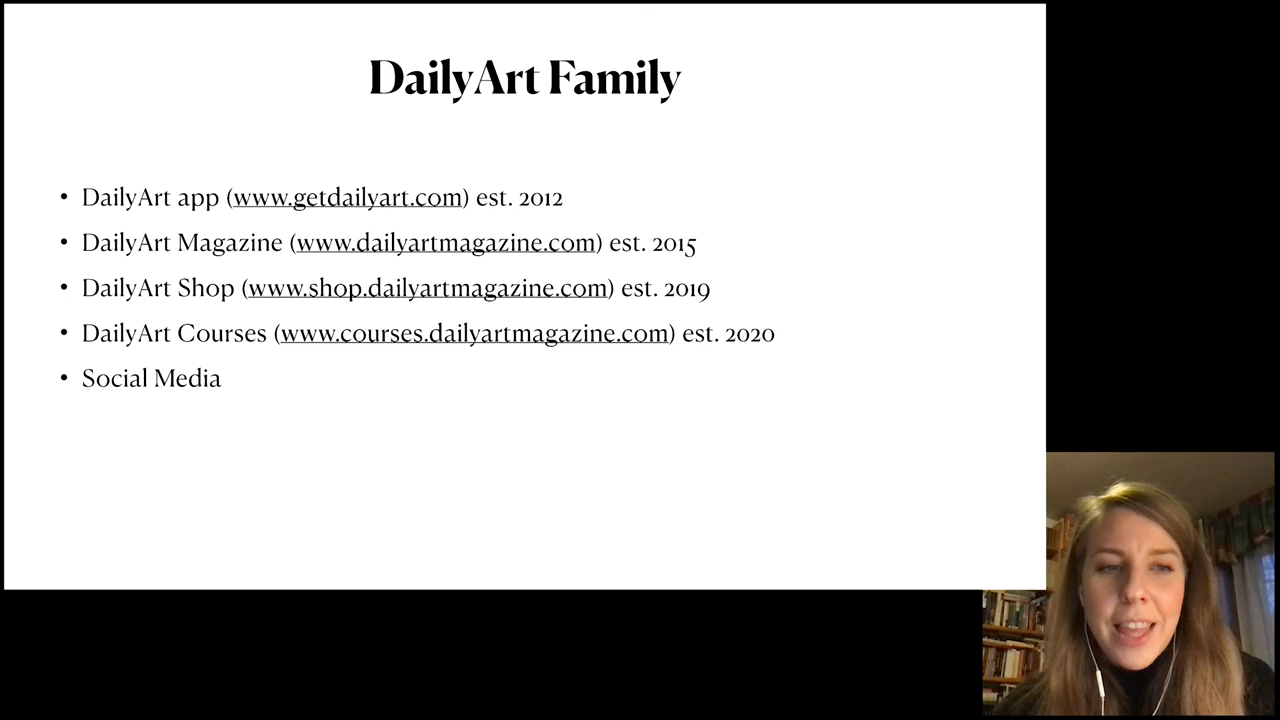 DailyArt Family
• DailyArt app (www.getdailyart.com) est. 2012
• DailyArt Magazine (www.dailyartmagazine.com) est. 2015
• DailyArt Shop (www.shop.dailyartmagazine.com) est. 2019
• DailyArt Courses (www.courses.dailyartmagazine.com) est. 2020
• Social Media